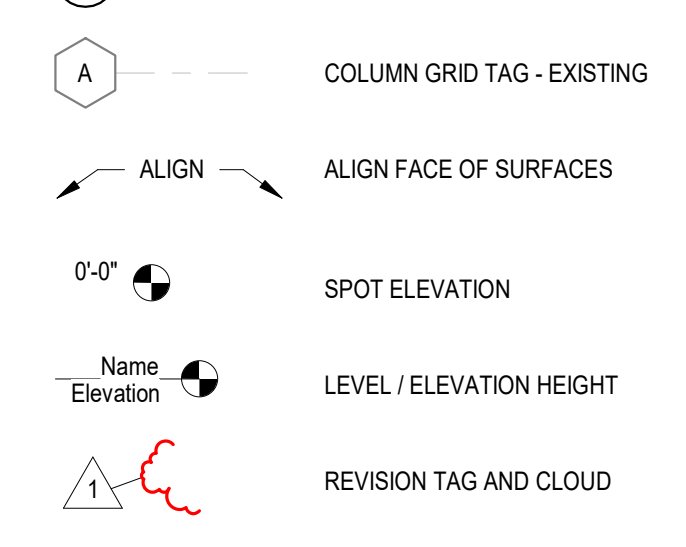 A COLUMN GRID TAG - EXISTING
ALIGN ALIGN FACE OF SURFACES
0'-0" SPOT ELEVATION
Name
Elevation LEVEL / ELEVATION HEIGHT
1 REVISION TAG AND CLOUD